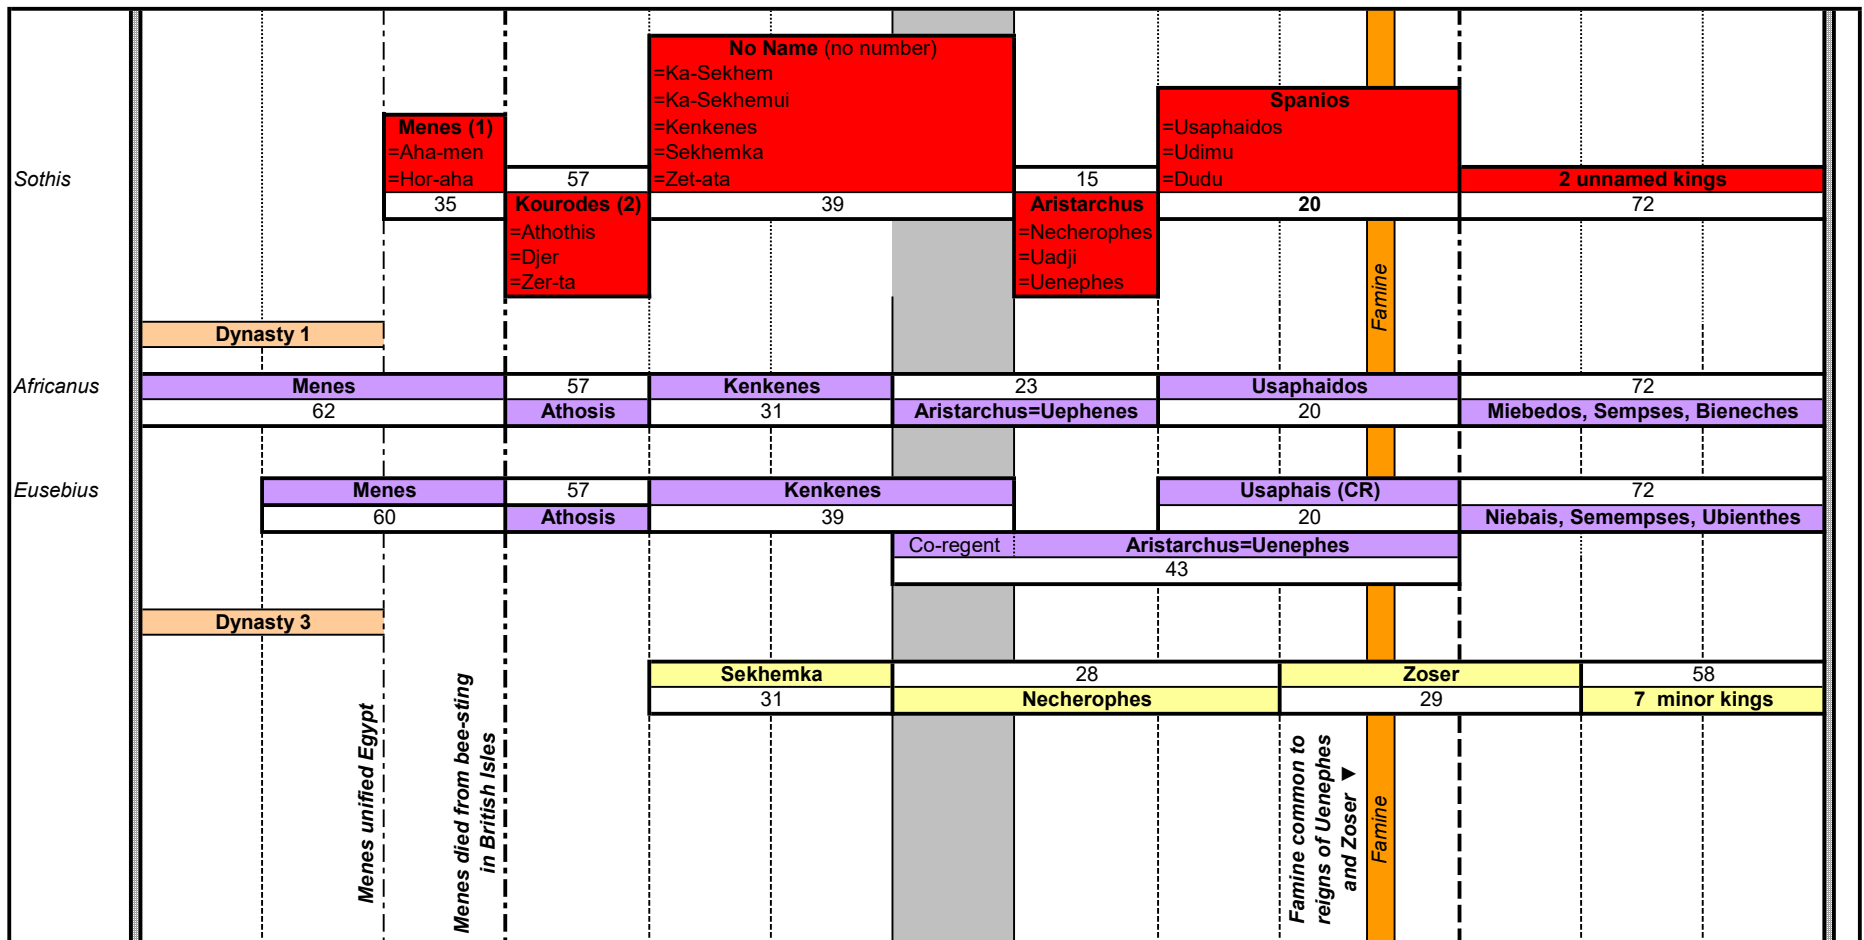 No Name (no number)
=Ka-Sekhem
=Ka-Sekhemui
=Kenkenes
=Sekhemka
=Zet-ata
Spanios
=Usaphaidos
=Udimu
=Dudu
Menes (1)
=Aha-men
=Hor-aha
Sothis
57
15
2 unnamed kings
35
Kourodes (2)
39
Aristarchus
20
72
=Athothis
=Djer
=Zer-ta
=Necherophes
=Uadji
=Uenephes
Famine
Dynasty 1
Africanus
Menes
57
Kenkenes
23
Usaphaidos
72
62
Athosis
31
Aristarchus=Uephenes
20
Miebedos, Sempses, Bieneches
Eusebius
Menes
57
Kenkenes
Usaphais (CR)
72
60
Athosis
39
20
Niebais, Semempses, Ubienthes
Co-regent
Aristarchus=Uenephes
43
Dynasty 3
Sekhemka
28
Zoser
58
31
Necherophes
29
7 minor kings
Menes unified Egypt
Menes died from bee-sting
in British Isles
Famine common to
reigns of Uenephes
and Zoser ▼
Famine